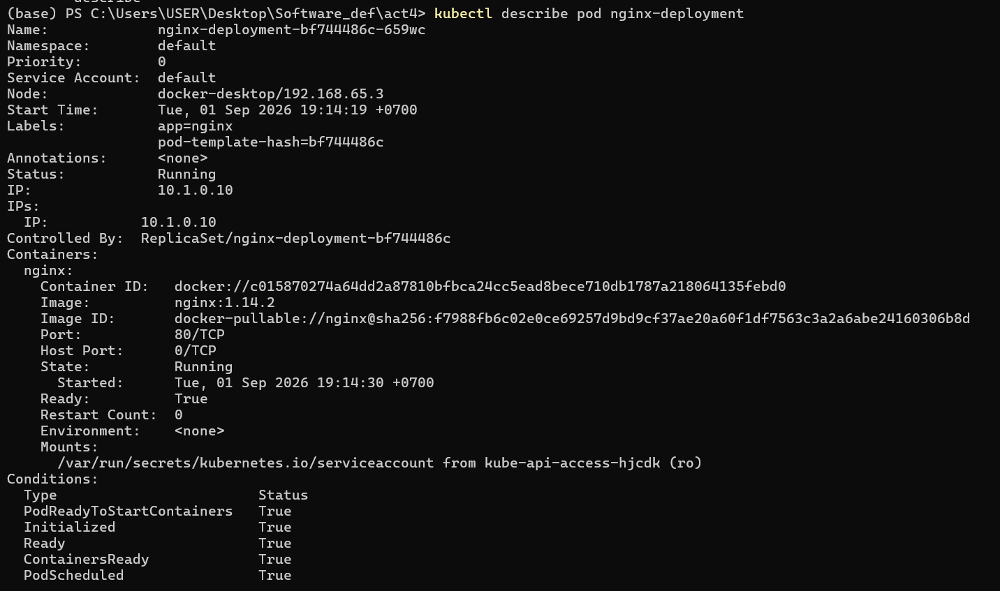 describe
(base) PS C:\Users\USER\Desktop\Software_def\act4> kubectl describe pod nginx-deployment
Name:             nginx-deployment-bf744486c-659wc
Namespace:        default
Priority:         0
Service Account:  default
Node:             docker-desktop/192.168.65.3
Start Time:       Tue, 01 Sep 2026 19:14:19 +0700
Labels:           app=nginx
                  pod-template-hash=bf744486c
Annotations:      <none>
Status:           Running
IP:               10.1.0.10
IPs:
  IP:           10.1.0.10
Controlled By:  ReplicaSet/nginx-deployment-bf744486c
Containers:
  nginx:
    Container ID:   docker://c015870274a64dd2a87810bfbca24cc5ead8bece710db1787a218064135febd0
    Image:          nginx:1.14.2
    Image ID:       docker-pullable://nginx@sha256:f7988fb6c02e0ce69257d9bd9cf37ae20a60f1df7563c3a2a6abe24160306b8d
    Port:           80/TCP
    Host Port:      0/TCP
    State:          Running
      Started:      Tue, 01 Sep 2026 19:14:30 +0700
    Ready:          True
    Restart Count:  0
    Environment:    <none>
    Mounts:
      /var/run/secrets/kubernetes.io/serviceaccount from kube-api-access-hjcdk (ro)
Conditions:
  Type                        Status
  PodReadyToStartContainers   True
  Initialized                 True
  Ready                       True
  ContainersReady             True
  PodScheduled                True